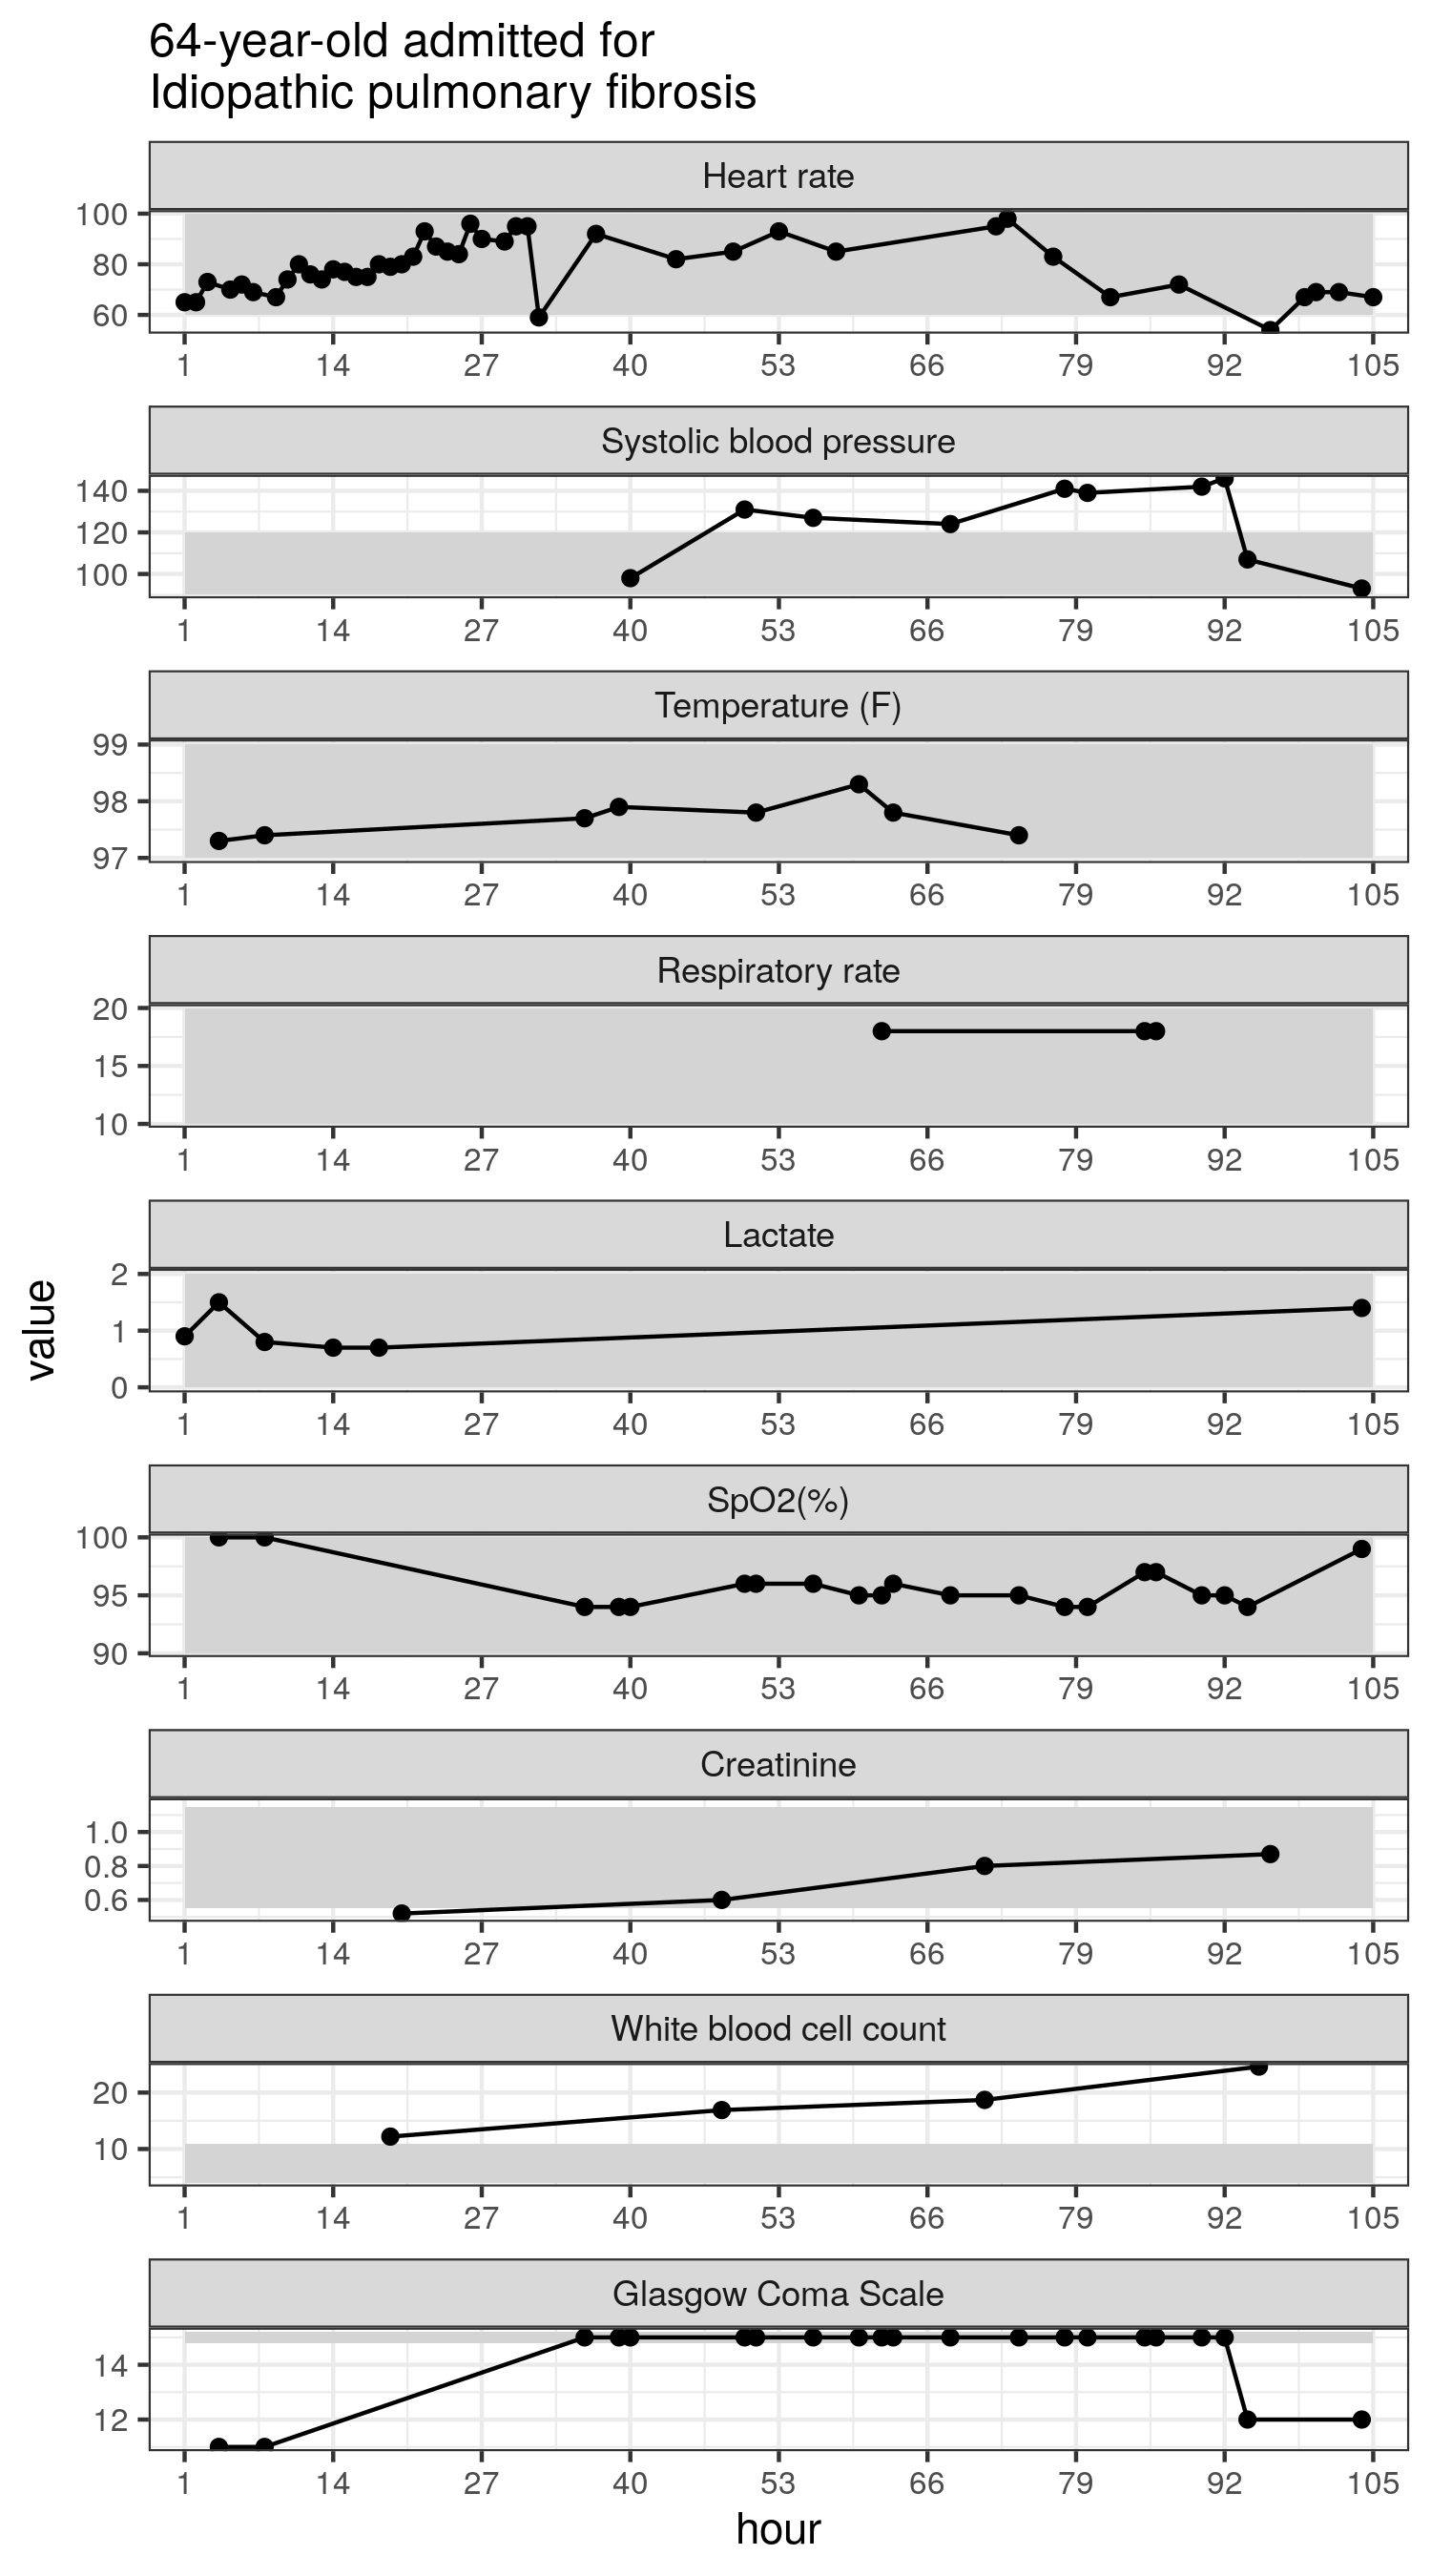 64-year-old admitted for
Idiopathic pulmonary fibrosis
Heart rate
100
80
60
1 14 27 40 53 66 79 92 105
Systolic blood pressure
140
120
100
1 14 27 40 53 66 79 92 105
Temperature (F)
99
98
97
1 14 27 40 53 66 79 92 105
Respiratory rate
20
15
10
1 14 27 40 53 66 79 92 105
Lactate
2
1
0
1 14 27 40 53 66 79 92 105
value
SpO2(%)
100
95
90
1 14 27 40 53 66 79 92 105
Creatinine
1.0
0.8
0.6
1 14 27 40 53 66 79 92 105
White blood cell count
20
10
1 14 27 40 53 66 79 92 105
Glasgow Coma Scale
14
12
1 14 27 40 53 66 79 92 105
hour